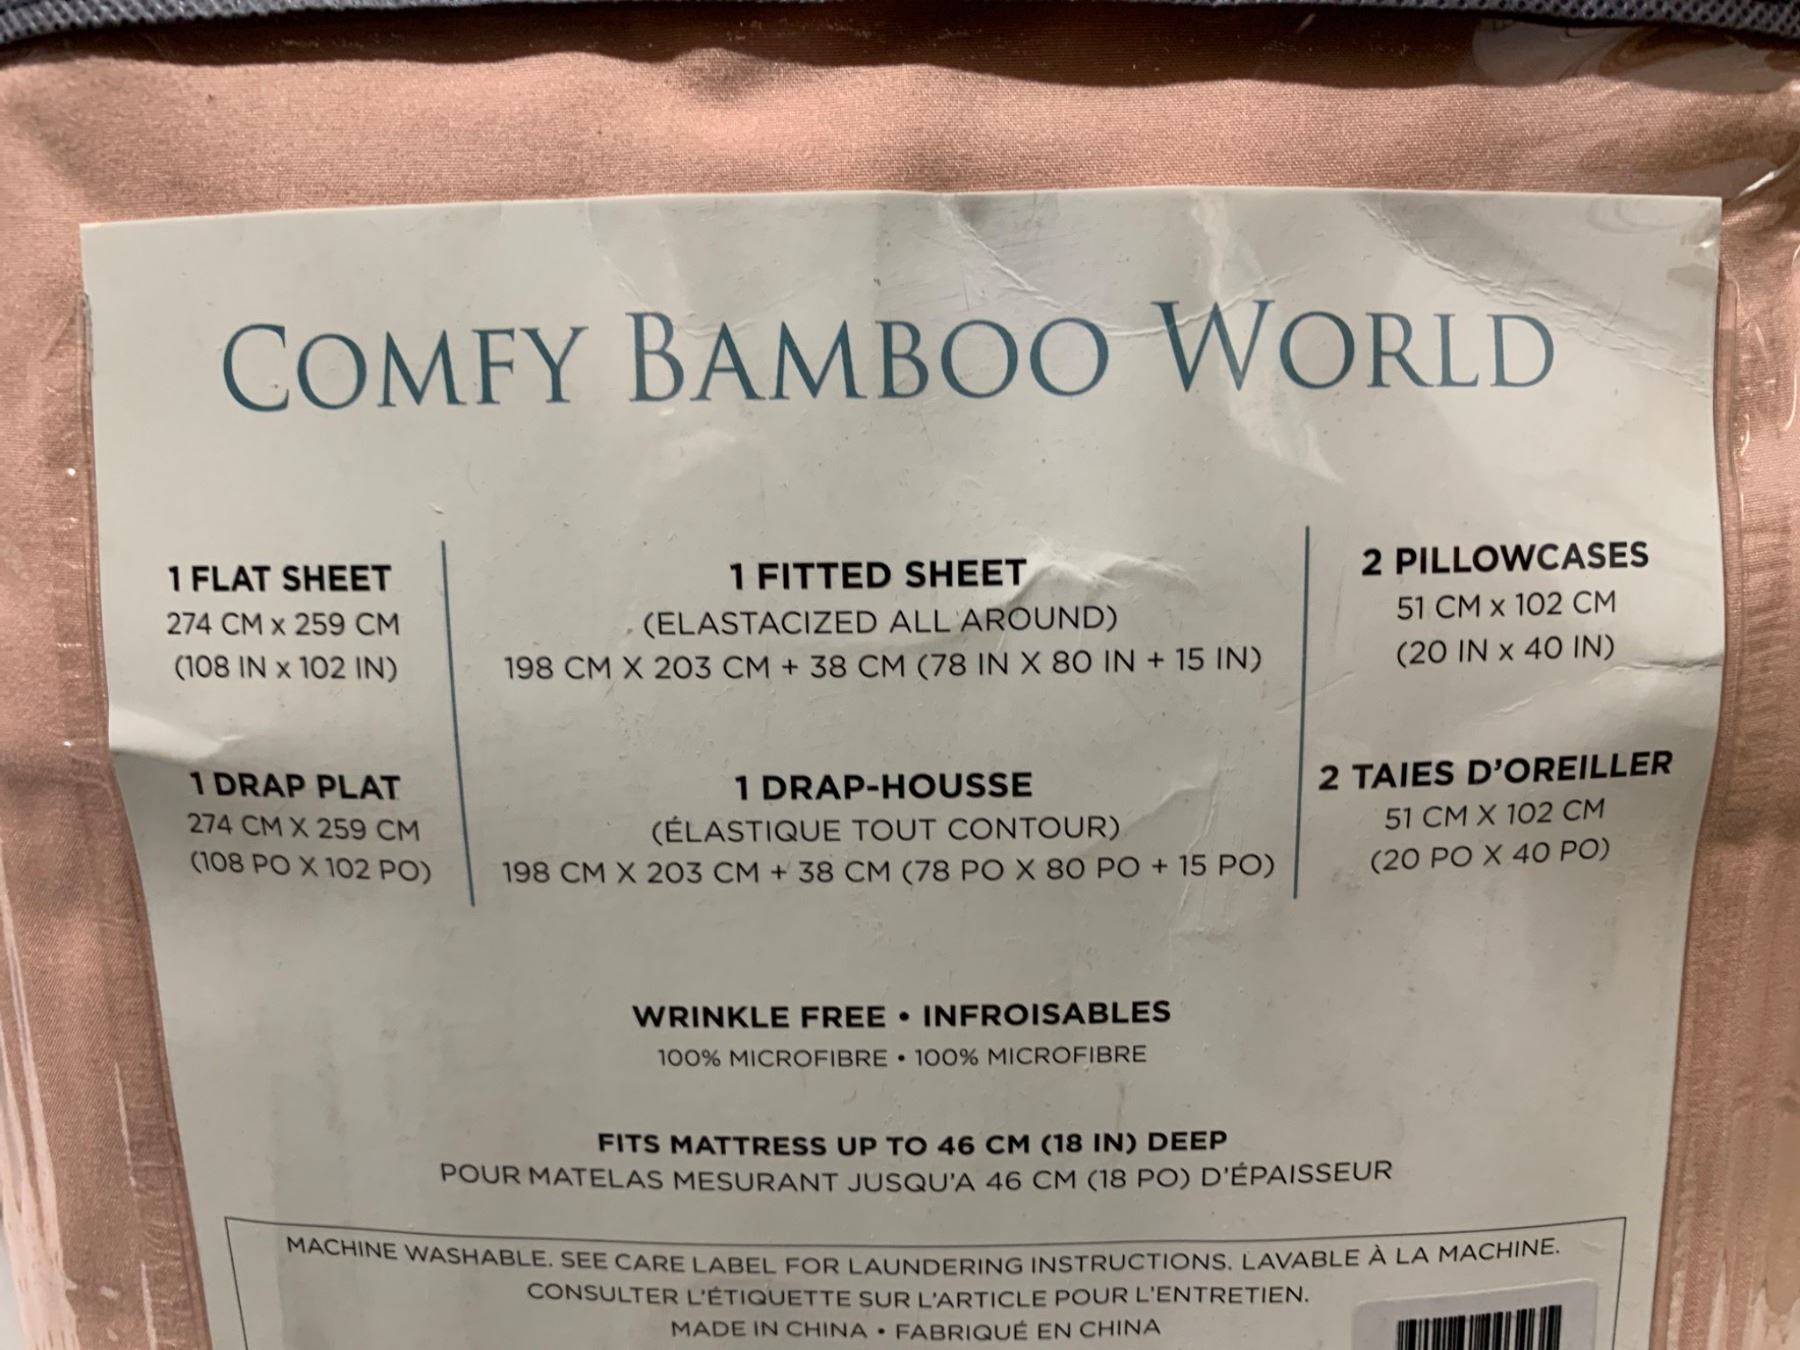 COMFY BAMBOO WORLD
1 FLAT SHEET
274 CM x 259 CM
(108 IN x 102 IN)
1 DRAP PLAT
274 CM X 259 CM
(108 PO X 102 PO)
1 FITTED SHEET
(ELASTACIZED ALL AROUND)
198 CM X 203 CM + 38 CM (78 IN X 80 IN + 15 IN)
1 DRAP-HOUSSE
(ÉLASTIQUE TOUT CONTOUR)
198 CM X 203 CM + 38 CM (78 PO X 80 PO + 15 PO)
2 PILLOWCASES
51 CM x 102 CM
(20 IN x 40 IN)
2 TAIES D'OREILLER
51 CM X 102 CM
(20 PO X 40 PO)
WRINKLE FREE • INFROISABLES
100% MICROFIBRE • 100% MICROFIBRE
FITS MATTRESS UP TO 46 CM (18 IN) DEEP
POUR MATELAS MESURANT JUSQU'A 46 CM (18 PO) D'ÉPAISSEUR
MACHINE WASHABLE. SEE CARE LABEL FOR LAUNDERING INSTRUCTIONS. LAVABLE À LA MACHINE.
CONSULTER L'ÉTIQUETTE SUR L'ARTICLE POUR L'ENTRETIEN.
MADE IN CHINA • FABRIQUÉ EN CHINA